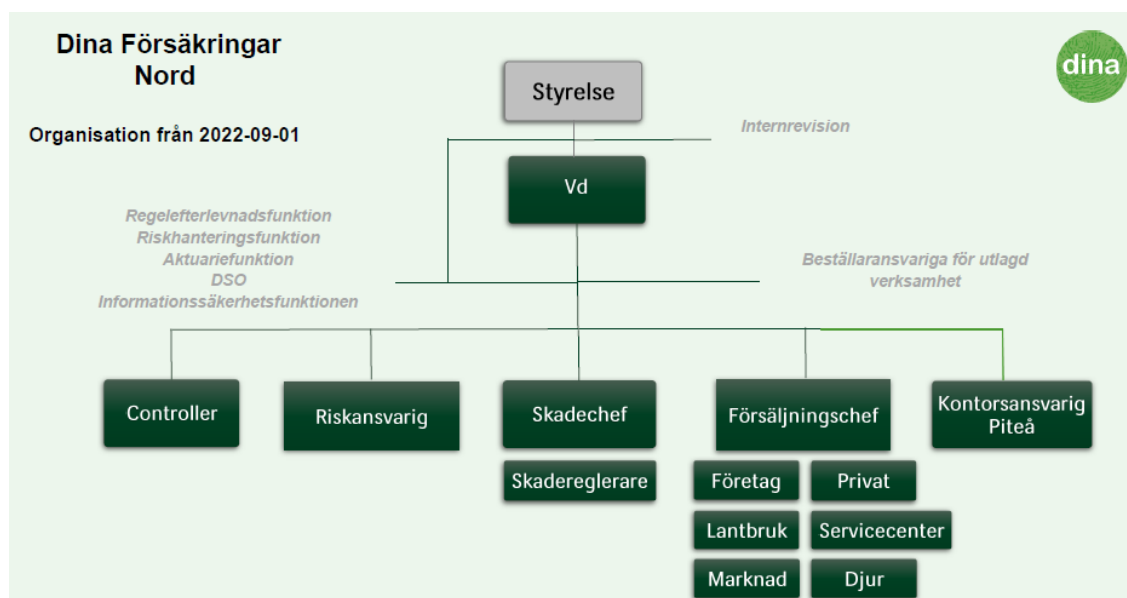 Dina Försäkringar
Nord
dina
Styrelse
Organisation från 2022-09-01
Internrevision
Vd
Regelefterlevnadsfunktion
Riskhanteringsfunktion
Aktuariefunktion
DSO
Informationssäkerhetsfunktionen
Beställaransvariga för utlagd
verksamhet
Controller
Riskansvarig
Skadechef
Försäljningschef
Kontorsansvarig
Piteå
Skadereglerare
Företag
Privat
Lantbruk
Servicecenter
Marknad
Djur